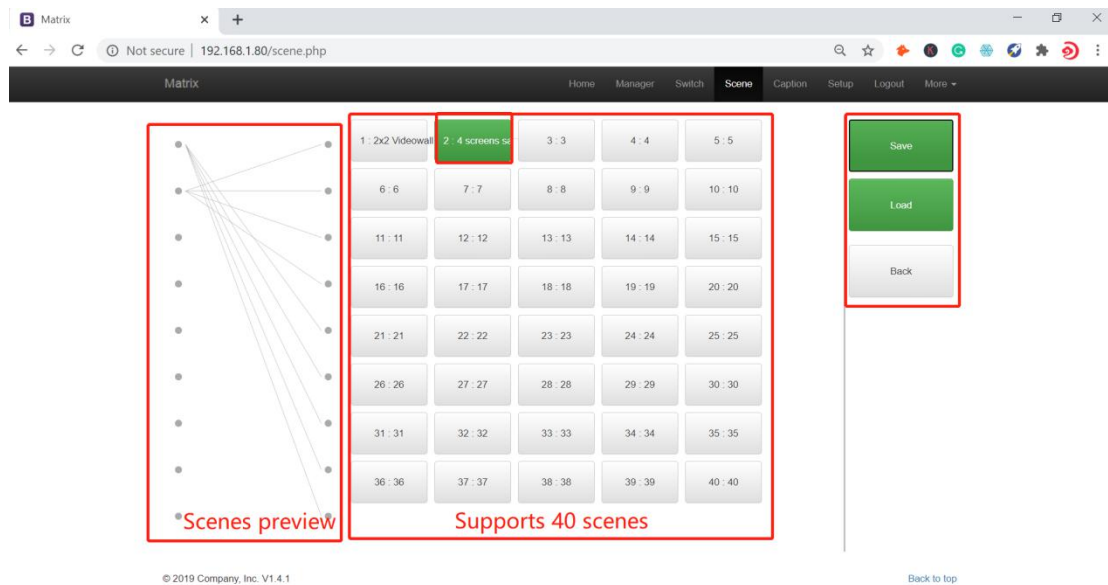 B Matrix
Not secure | 192.168.1.80/scene.php
Matrix Home Manager Switch Scene Caption Setup Logout More
1 : 2x2 Videowall 2 : 4 screens sa 3 : 3 4 : 4 5 : 5 Save
6 : 6 7 : 7 8 : 8 9 : 9 10 : 10 Load
11 : 11 12 : 12 13 : 13 14 : 14 15 : 15
16 : 16 17 : 17 18 : 18 19 : 19 20 : 20 Back
21 : 21 22 : 22 23 : 23 24 : 24 25 : 25
26 : 26 27 : 27 28 : 28 29 : 29 30 : 30
31 : 31 32 : 32 33 : 33 34 : 34 35 : 35
36 : 36 37 : 37 38 : 38 39 : 39 40 : 40
Scenes preview Supports 40 scenes
© 2019 Company, Inc. V1.4.1 Back to top